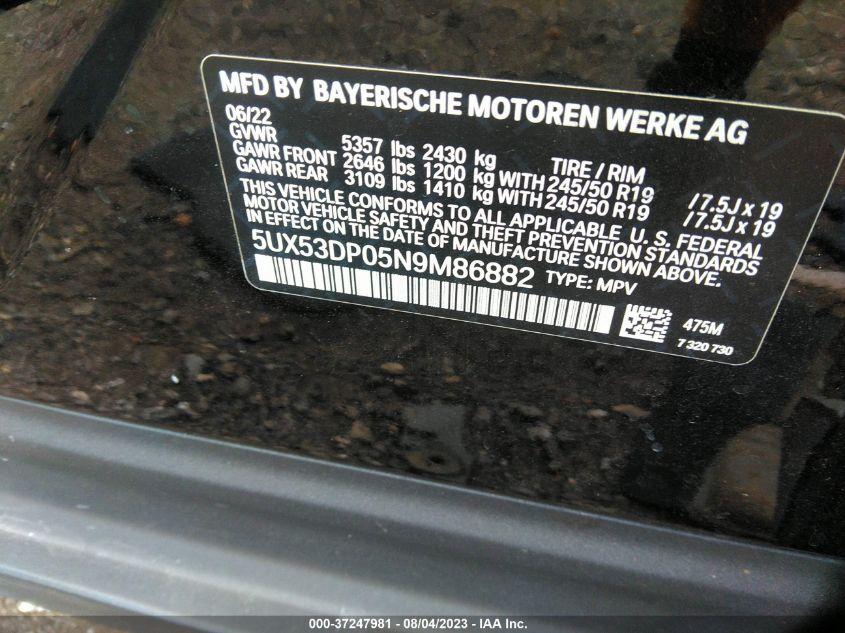 MFD BY BAYERISCHE MOTOREN WERKE AG
06/22
GVWR 5357 lbs 2430 kg TIRE / RIM
GAWR FRONT 2646 lbs 1200 kg WITH 245/50 R19 / 7.5J x 19
GAWR REAR 3109 lbs 1410 kg WITH 245/50 R19 / 7.5J x 19
THIS VEHICLE CONFORMS TO ALL APPLICABLE U. S. FEDERAL
MOTOR VEHICLE SAFETY AND THEFT PREVENTION STANDARDS
IN EFFECT ON THE DATE OF MANUFACTURE SHOWN ABOVE.
5UX53DP05N9M86882 TYPE: MPV
475M
7 320 730
000-37247981 - 08/04/2023 - IAA Inc.